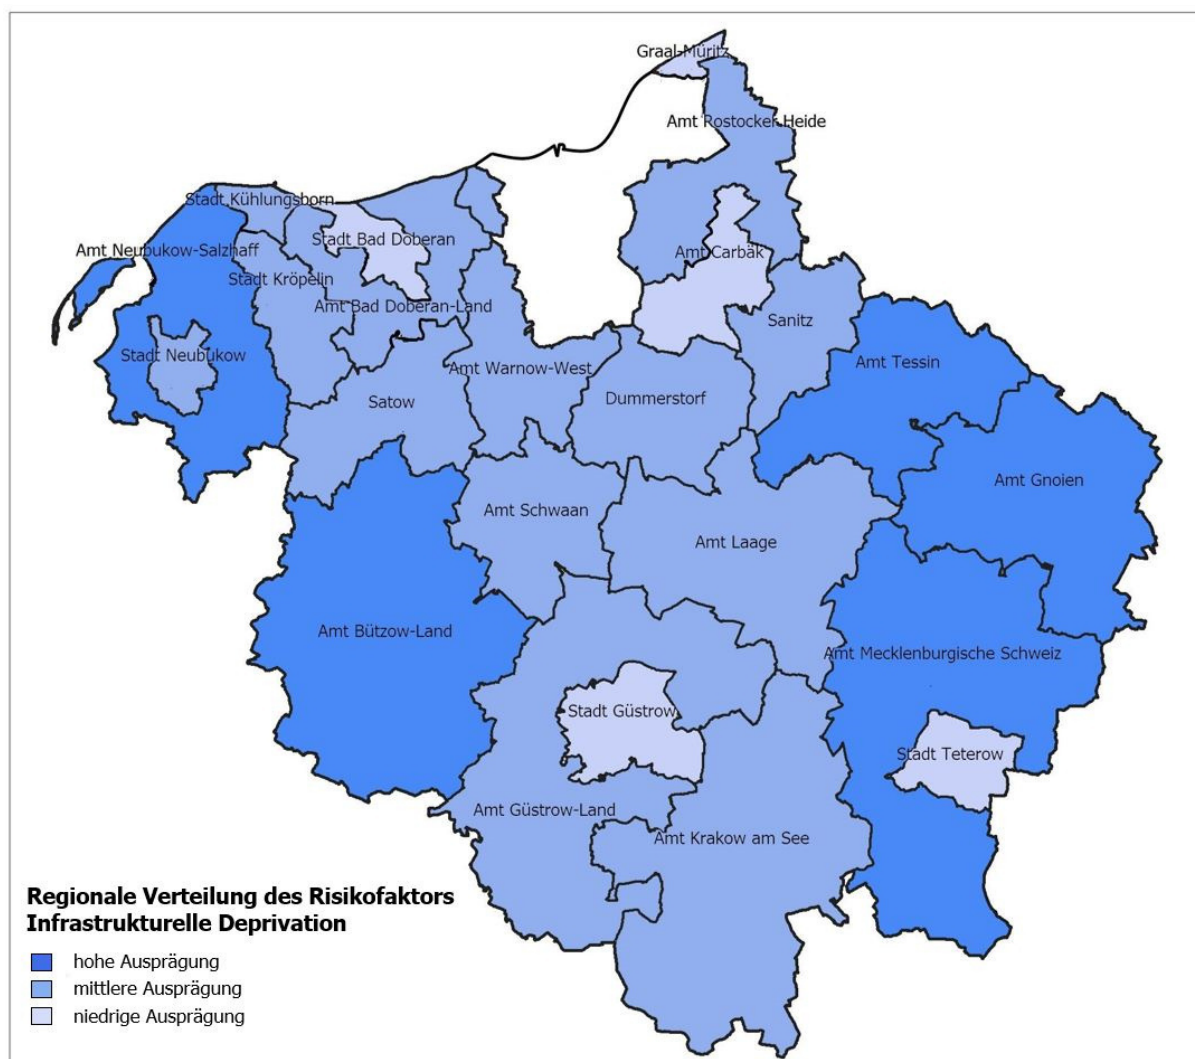 Graal-Müritz
Amt Rostocker Heide
Stadt Kühlungsborn
Stadt Bad Doberan
Amt Neubukow-Salzhaff
Amt Carbäk
Stadt Kröpelin
Amt Bad Doberan-Land
Sanitz
Stadt Neubukow
Amt Warnow-West
Amt Tessin
Satow
Dummerstorf
Amt Gnoien
Amt Schwaan
Amt Laage
Amt Bützow-Land
Amt Mecklenburgische Schweiz
Stadt Güstrow
Stadt Teterow
Amt Güstrow-Land
Amt Krakow am See
Regionale Verteilung des Risikofaktors
Infrastrukturelle Deprivation
hohe Ausprägung
mittlere Ausprägung
niedrige Ausprägung